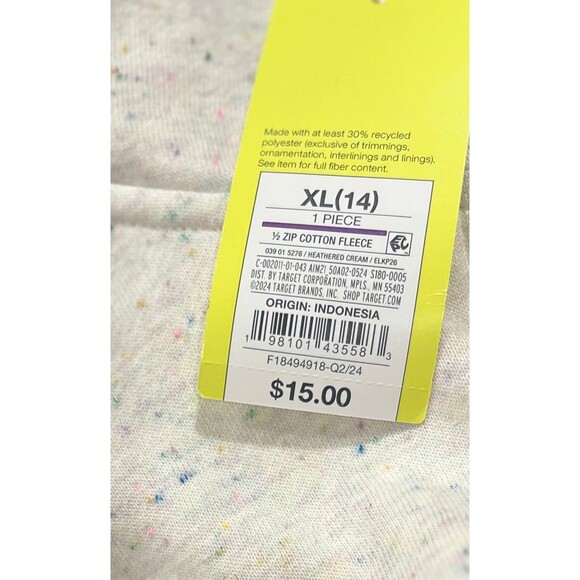 Made with at least 30% recycled
polyester (exclusive of trimmings,
ornamentation, interlinings and linings).
See item for full fiber content.
XL(14)
1 PIECE
½ ZIP COTTON FLEECE
039 01 5276 / HEATHERED CREAM / ELKP26
C-002011-01-043 AIM21 50A02-0524 S180-0005
DIST. BY TARGET CORPORATION, MPLS., MN 55403
©2024 TARGET BRANDS, INC. SHOP TARGET.COM
ORIGIN: INDONESIA
1 98101 43558 3
F18494918-Q2/24
$15.00